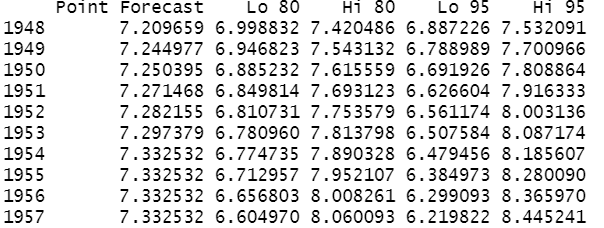 Point Forecast Lo 80 Hi 80 Lo 95 Hi 95
1948 7.209659 6.998832 7.420486 6.887226 7.532091
1949 7.244977 6.946823 7.543132 6.788989 7.700966
1950 7.250395 6.885232 7.615559 6.691926 7.808864
1951 7.271468 6.849814 7.693123 6.626604 7.916333
1952 7.282155 6.810731 7.753579 6.561174 8.003136
1953 7.297379 6.780960 7.813798 6.507584 8.087174
1954 7.332532 6.774735 7.890328 6.479456 8.185607
1955 7.332532 6.712957 7.952107 6.384973 8.280090
1956 7.332532 6.656803 8.008261 6.299093 8.365970
1957 7.332532 6.604970 8.060093 6.219822 8.445241